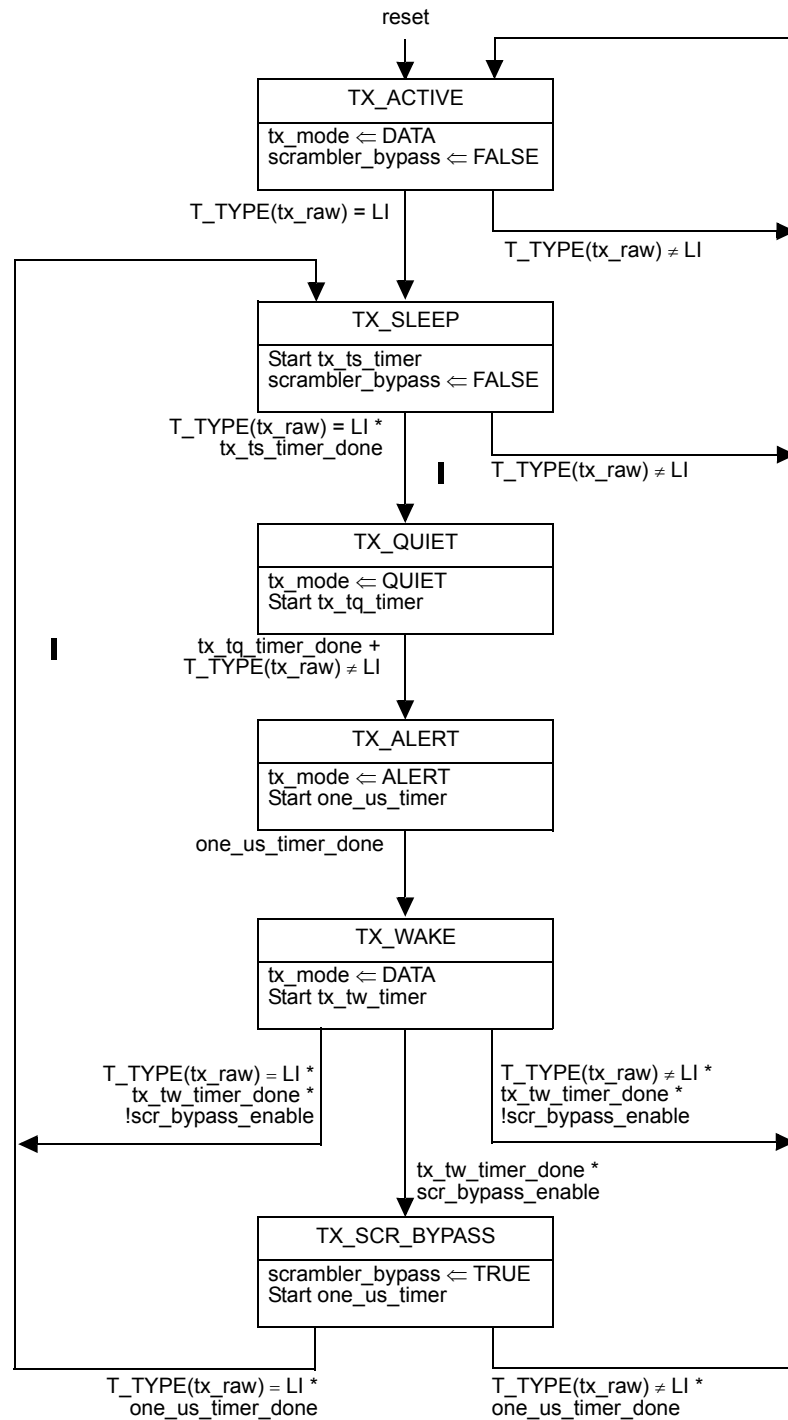 reset
TX_ACTIVE
tx_mode ⇐ DATA
scrambler_bypass ⇐ FALSE
T_TYPE(tx_raw) = LI
T_TYPE(tx_raw) ≠ LI
TX_SLEEP
Start tx_ts_timer
scrambler_bypass ⇐ FALSE
T_TYPE(tx_raw) = LI *
tx_ts_timer_done
T_TYPE(tx_raw) ≠ LI
TX_QUIET
tx_mode ⇐ QUIET
Start tx_tq_timer
tx_tq_timer_done +
T_TYPE(tx_raw) ≠ LI
TX_ALERT
tx_mode ⇐ ALERT
Start one_us_timer
one_us_timer_done
TX_WAKE
tx_mode ⇐ DATA
Start tx_tw_timer
T_TYPE(tx_raw) = LI *
tx_tw_timer_done *
!scr_bypass_enable
T_TYPE(tx_raw) ≠ LI *
tx_tw_timer_done *
!scr_bypass_enable
tx_tw_timer_done *
scr_bypass_enable
TX_SCR_BYPASS
scrambler_bypass ⇐ TRUE
Start one_us_timer
T_TYPE(tx_raw) = LI *
one_us_timer_done
T_TYPE(tx_raw) ≠ LI *
one_us_timer_done